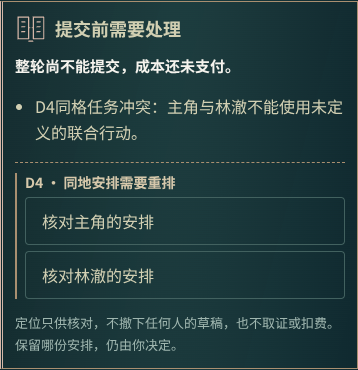 提交前需要处理
整轮尚不能提交，成本还未支付。
• D4同格任务冲突：主角与林澈不能使用未定
义的联合行动。
D4 · 同地安排需要重排
核对主角的安排
核对林澈的安排
定位只供核对，不撤下任何人的草稿，也不取证或扣费。
保留哪份安排，仍由你决定。